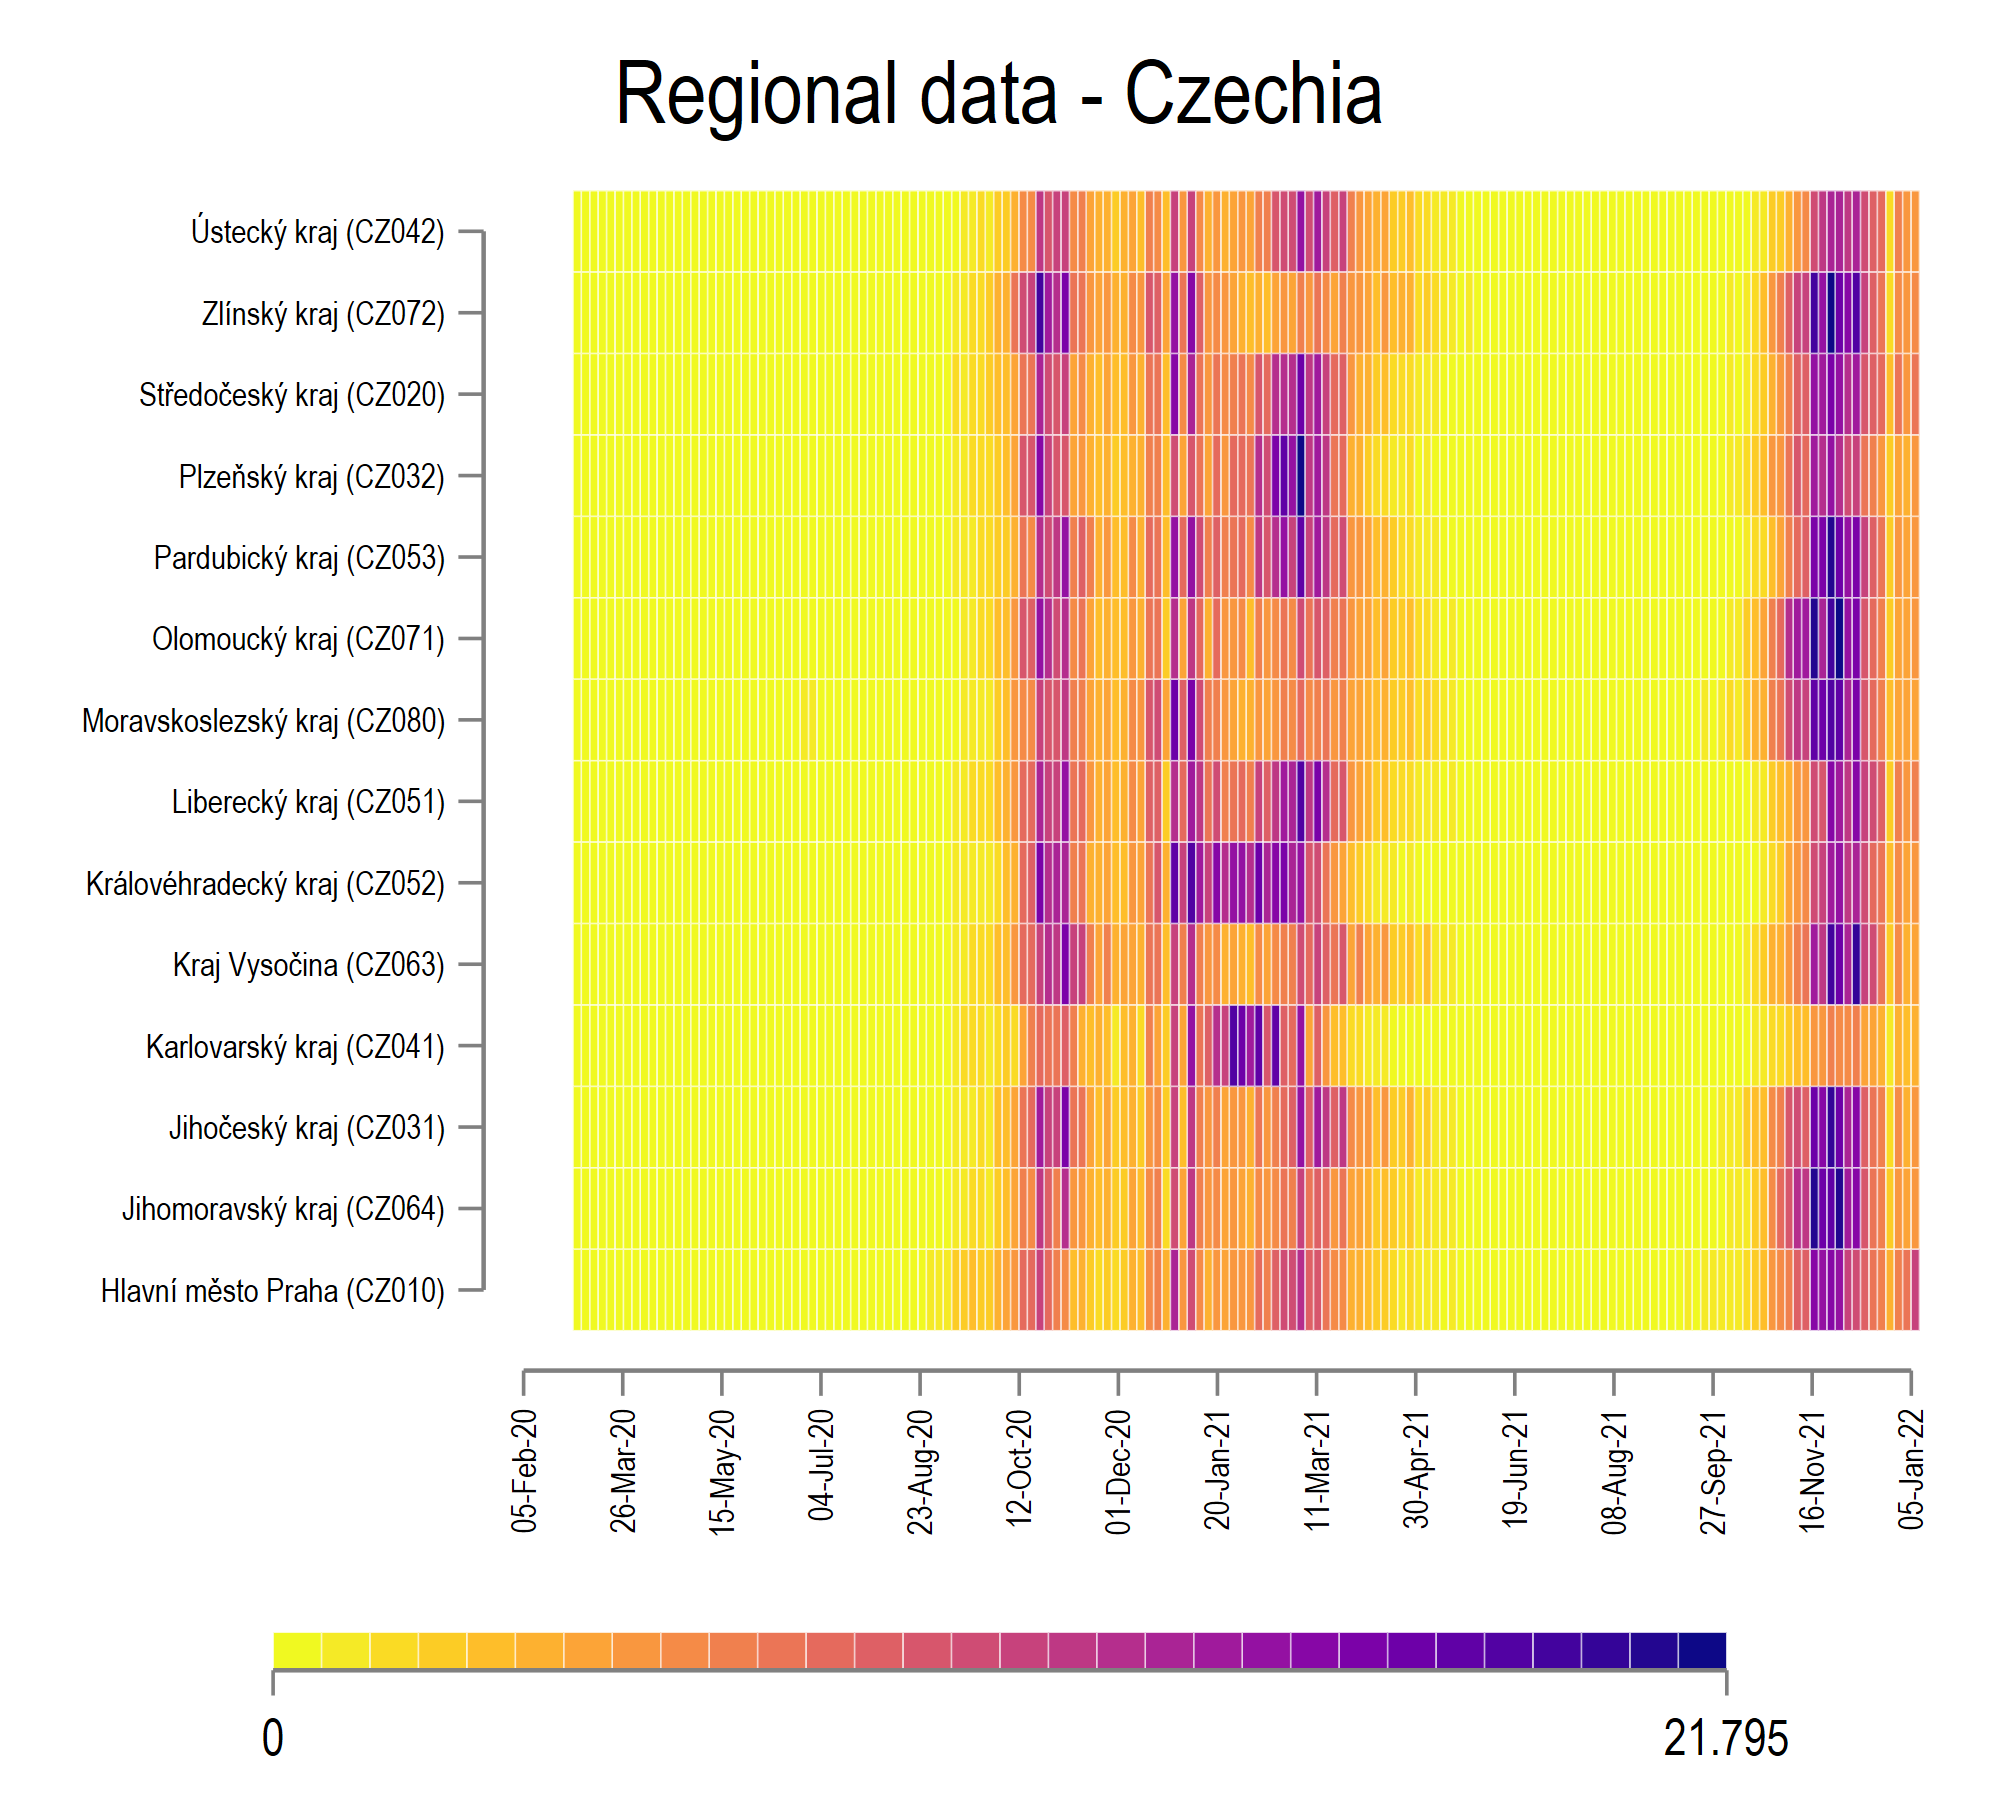 Regional data - Czechia
Ústecký kraj (CZ042)
Zlínský kraj (CZ072)
Středočeský kraj (CZ020)
Plzeňský kraj (CZ032)
Pardubický kraj (CZ053)
Olomoucký kraj (CZ071)
Moravskoslezský kraj (CZ080)
Liberecký kraj (CZ051)
Královéhradecký kraj (CZ052)
Kraj Vysočina (CZ063)
Karlovarský kraj (CZ041)
Jihočeský kraj (CZ031)
Jihomoravský kraj (CZ064)
Hlavní město Praha (CZ010)
05-Feb-20
26-Mar-20
15-May-20
04-Jul-20
23-Aug-20
12-Oct-20
01-Dec-20
20-Jan-21
11-Mar-21
30-Apr-21
19-Jun-21
08-Aug-21
27-Sep-21
16-Nov-21
05-Jan-22
0
21.795